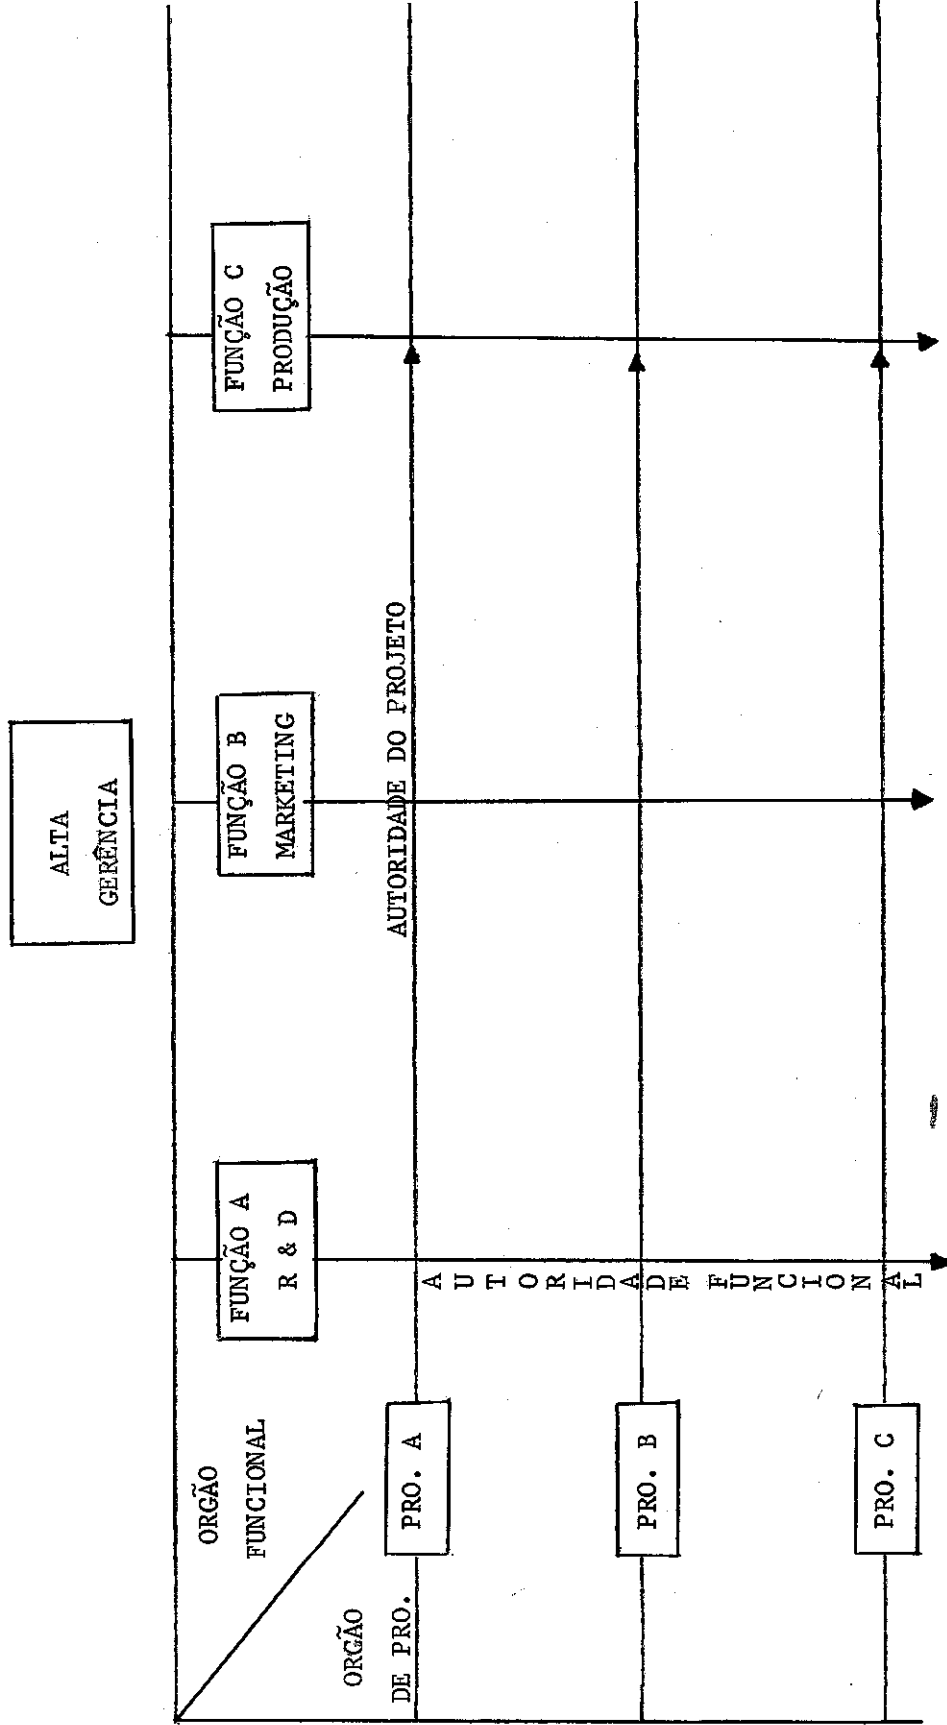 ALTA
GERÊNCIA
ORGÃO
FUNCIONAL
FUNÇÃO A
R & D
FUNÇÃO B
MARKETING
FUNÇÃO C
PRODUÇÃO
ORGÃO
DE PRO.
AUTORIDADE DO PROJETO
PRO. A
AUTORIDADE FUNCIONAL
PRO. B
PRO. C